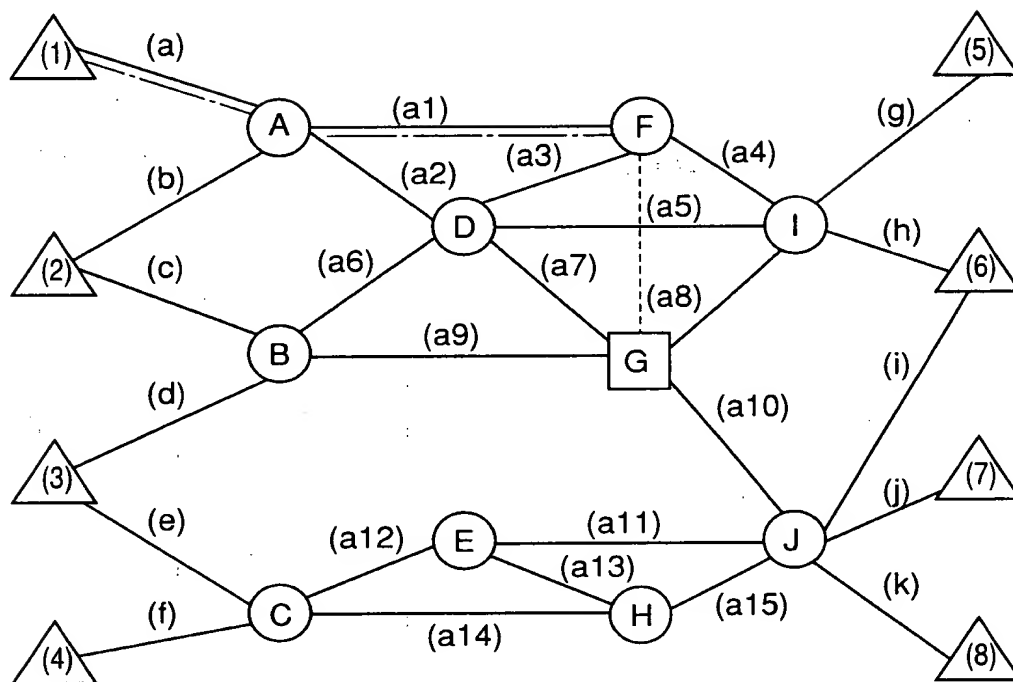 (1) (a) (5)
(a1) (g)
A F
(a3) (a4)
(b) (a2)
(a5)
D I (h)
(2) (c) (a6) (a7) (6)
(a8)
(a9)
B G (i)
(d) (a10)
(3) (7)
(j)
(e) (a11)
(a12) E J
(a13) (k)
(f) C H (a15)
(a14)
(4) (8)